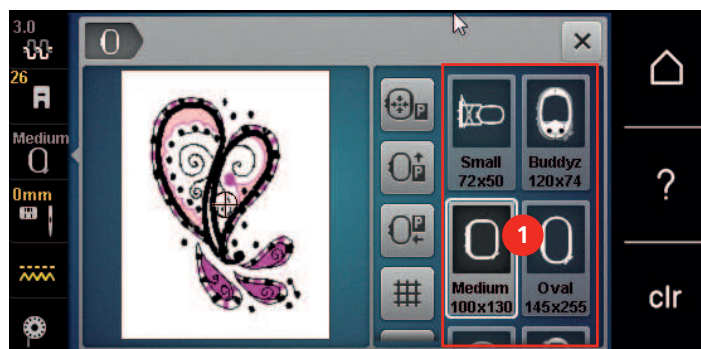 3.0
26
Medium
0mm
P
P
P
Small
72x50
Buddyz
120x74
Medium
100x130
1
Oval
145x255
?
clr